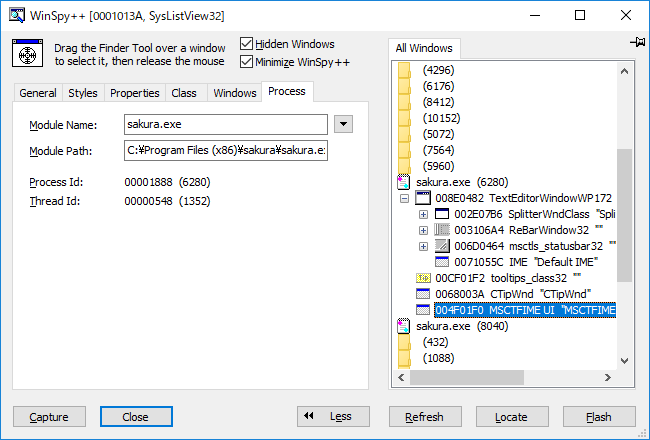 WinSpy++ [0001013A, SysListView32]
Drag the Finder Tool over a window
to select it, then release the mouse
Hidden Windows
Minimize WinSpy++
General Styles Properties Class Windows Process
Module Name: sakura.exe
Module Path: C:¥Program Files (x86)¥sakura¥sakura.e
Process Id: 00001888 (6280)
Thread Id: 00000548 (1352)
All Windows
(4296)
(6176)
(8412)
(10152)
(5072)
(7564)
(5960)
sakura.exe (6280)
008E0482 TextEditorWindowWP172
002E07B6 SplitterWndClass "Spli
003106A4 ReBarWindow32 ""
006D0464 msctls_statusbar32 ""
0071055C IME "Default IME"
Tip 00CF01F2 tooltips_class32 ""
0068003A CTipWnd "CTipWnd"
004F01F0 MSCTFIME UI "MSCTFIME
sakura.exe (8040)
(432)
(1088)
Capture Close Less Refresh Locate Flash